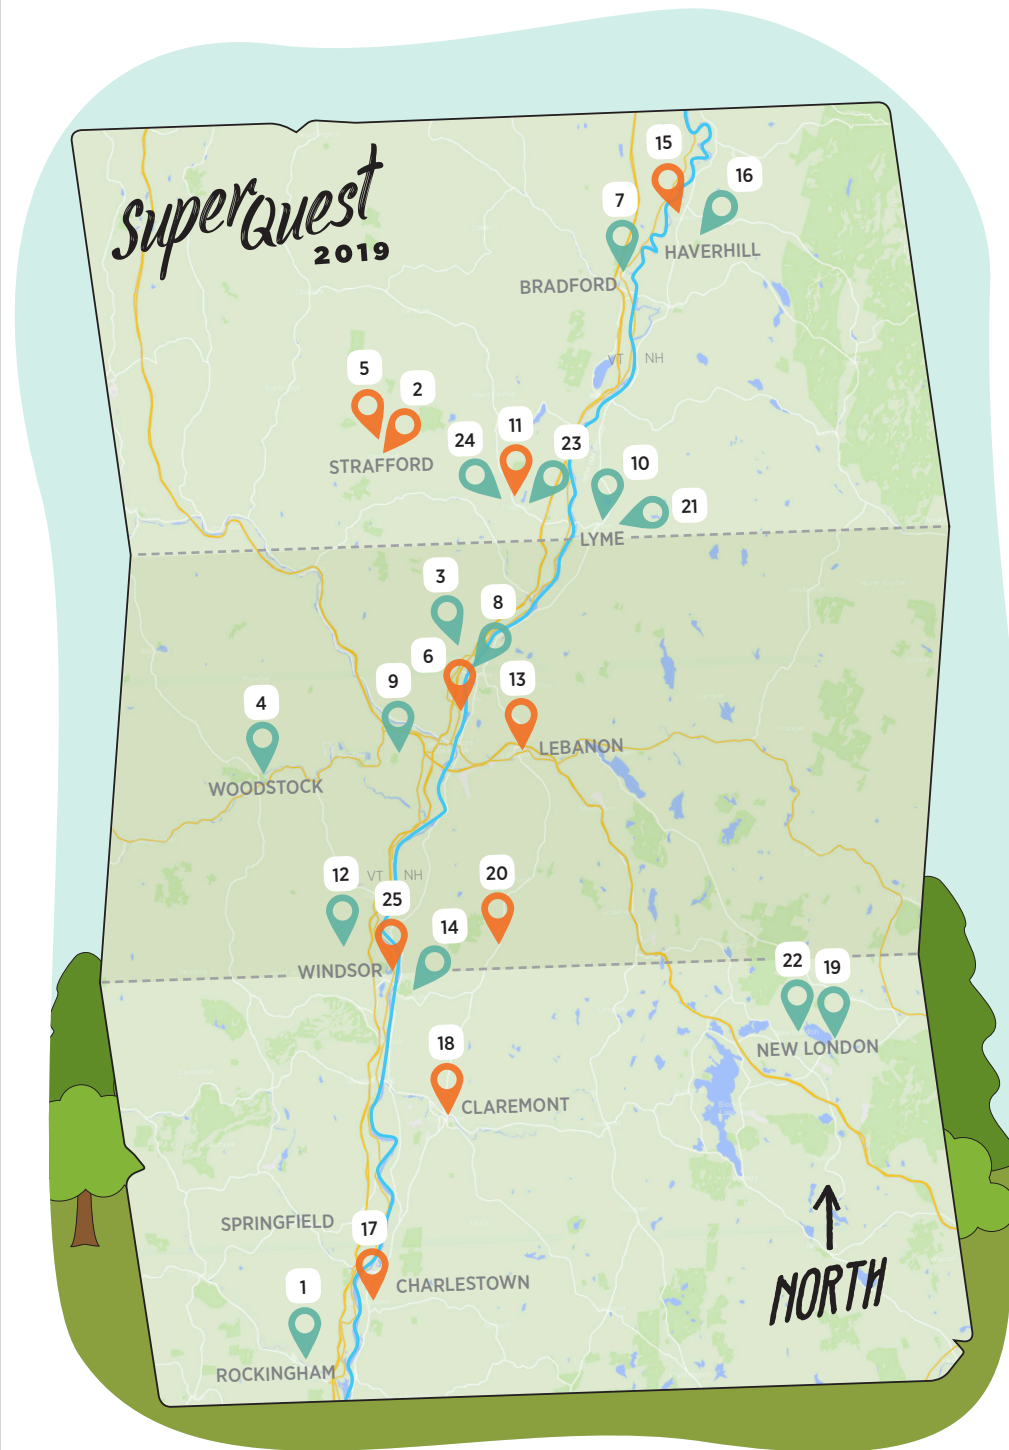 15
16
7
superQuest
2019
HAVERHILL
BRADFORD
VT NH
5
2
11
24
23
10
STRAFFORD
21
LYME
3
8
6
13
9
4
LEBANON
WOODSTOCK
12
VT NH
20
25
14
22
19
WINDSOR
18
NEW LONDON
CLAREMONT
SPRINGFIELD
17
NORTH
1
CHARLESTOWN
ROCKINGHAM